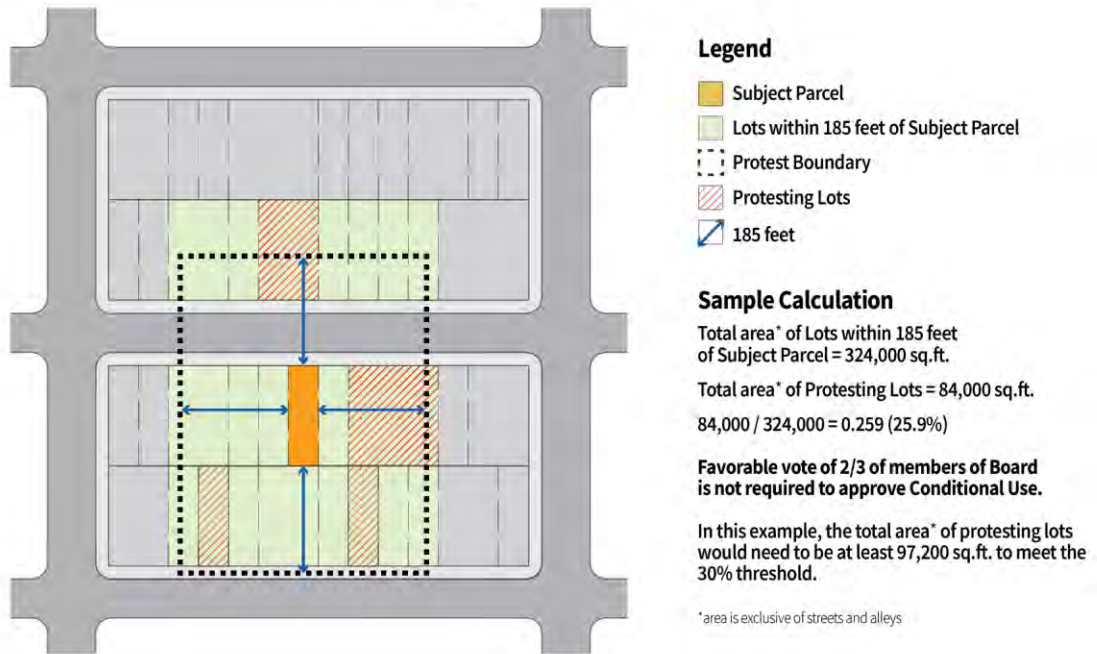 Legend
Subject Parcel
Lots within 185 feet of Subject Parcel
Protest Boundary
Protesting Lots
185 feet
Sample Calculation
Total area* of Lots within 185 feet
of Subject Parcel = 324,000 sq.ft.
Total area* of Protesting Lots = 84,000 sq.ft.
84,000 / 324,000 = 0.259 (25.9%)
Favorable vote of 2/3 of members of Board
is not required to approve Conditional Use.
In this example, the total area* of protesting lots
would need to be at least 97,200 sq.ft. to meet the
30% threshold.
*area is exclusive of streets and alleys